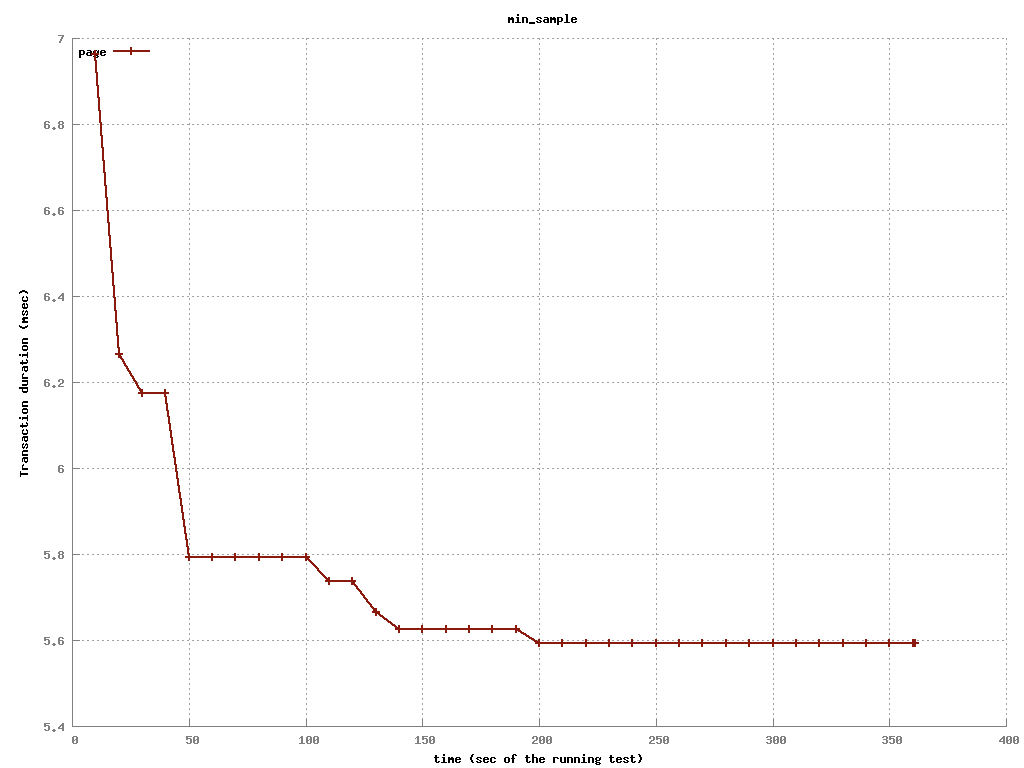 min_sample
page
7
6.8
6.6
6.4
6.2
6
5.8
5.6
5.4
Transaction duration (msec)
0 50 100 150 200 250 300 350 400
time (sec of the running test)